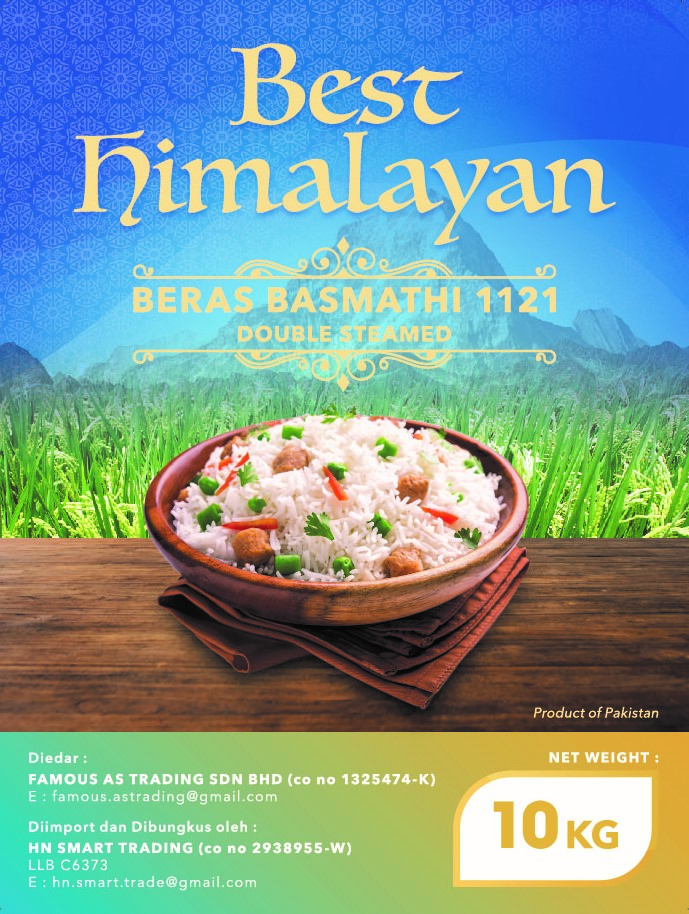 Best
Himalayan
BERAS BASMATHI 1121
DOUBLE STEAMED
Product of Pakistan
Diedar :
FAMOUS AS TRADING SDN BHD (co no 1325474-K)
E : famous.astrading@gmail.com
Diimport dan Dibungkus oleh :
HN SMART TRADING (co no 2938955-W)
LLB C6373
E : hn.smart.trade@gmail.com
NET WEIGHT :
10 KG